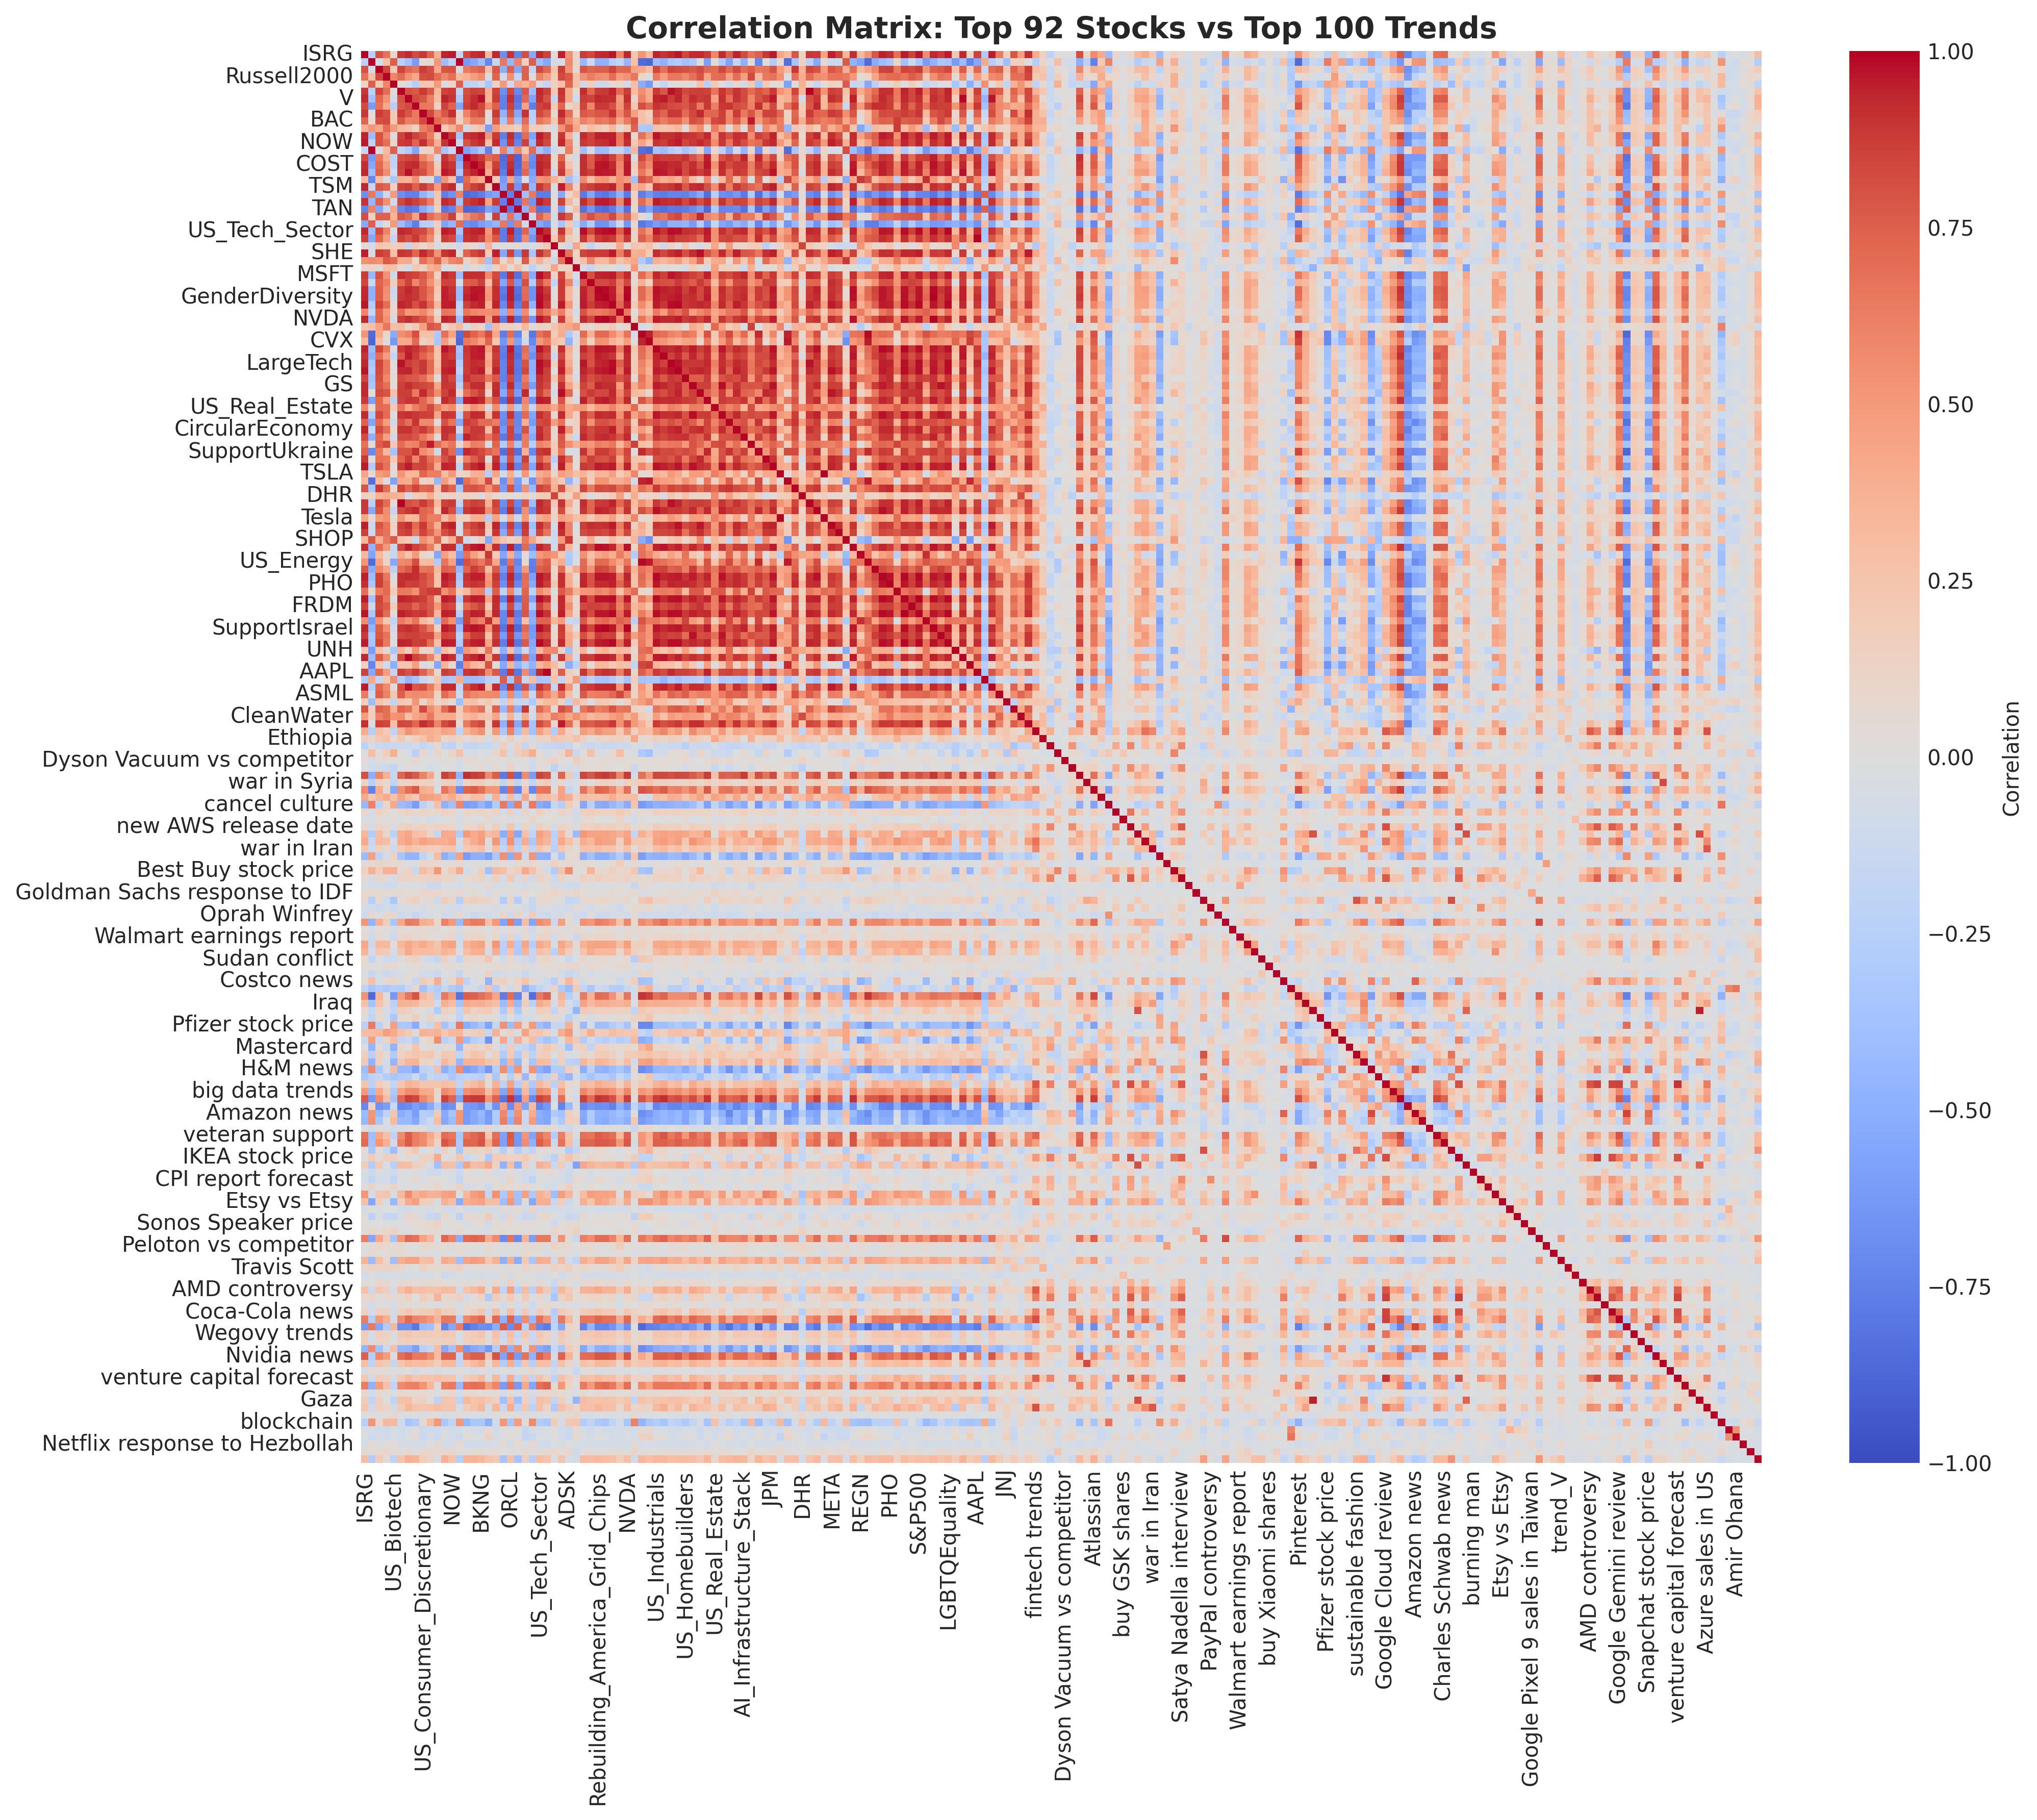 Correlation Matrix: Top 92 Stocks vs Top 100 Trends
ISRG
Russell2000
V
BAC
NOW
COST
TSM
TAN
US_Tech_Sector
SHE
MSFT
GenderDiversity
NVDA
CVX
LargeTech
GS
US_Real_Estate
CircularEconomy
SupportUkraine
TSLA
DHR
Tesla
SHOP
US_Energy
PHO
FRDM
SupportIsrael
UNH
AAPL
ASML
CleanWater
Ethiopia
Dyson Vacuum vs competitor
war in Syria
cancel culture
new AWS release date
war in Iran
Best Buy stock price
Goldman Sachs response to IDF
Oprah Winfrey
Walmart earnings report
Sudan conflict
Costco news
Iraq
Pfizer stock price
Mastercard
H&M news
big data trends
Amazon news
veteran support
IKEA stock price
CPI report forecast
Etsy vs Etsy
Sonos Speaker price
Peloton vs competitor
Travis Scott
AMD controversy
Coca-Cola news
Wegovy trends
Nvidia news
venture capital forecast
Gaza
blockchain
Netflix response to Hezbollah
ISRG
US_Biotech
US_Consumer_Discretionary
NOW
BKNG
ORCL
US_Tech_Sector
ADSK
Rebuilding_America_Grid_Chips
NVDA
US_Industrials
US_Homebuilders
US_Real_Estate
AI_Infrastructure_Stack
JPM
DHR
META
REGN
PHO
S&P500
LGBTQEquality
AAPL
JNJ
fintech trends
Dyson Vacuum vs competitor
Atlassian
buy GSK shares
war in Iran
Satya Nadella interview
PayPal controversy
Walmart earnings report
buy Xiaomi shares
Pinterest
Pfizer stock price
sustainable fashion
Google Cloud review
Amazon news
Charles Schwab news
burning man
Etsy vs Etsy
Google Pixel 9 sales in Taiwan
trend_V
AMD controversy
Google Gemini review
Snapchat stock price
venture capital forecast
Azure sales in US
Amir Ohana
1.00
0.75
0.50
0.25
0.00
−0.25
−0.50
−0.75
−1.00
Correlation